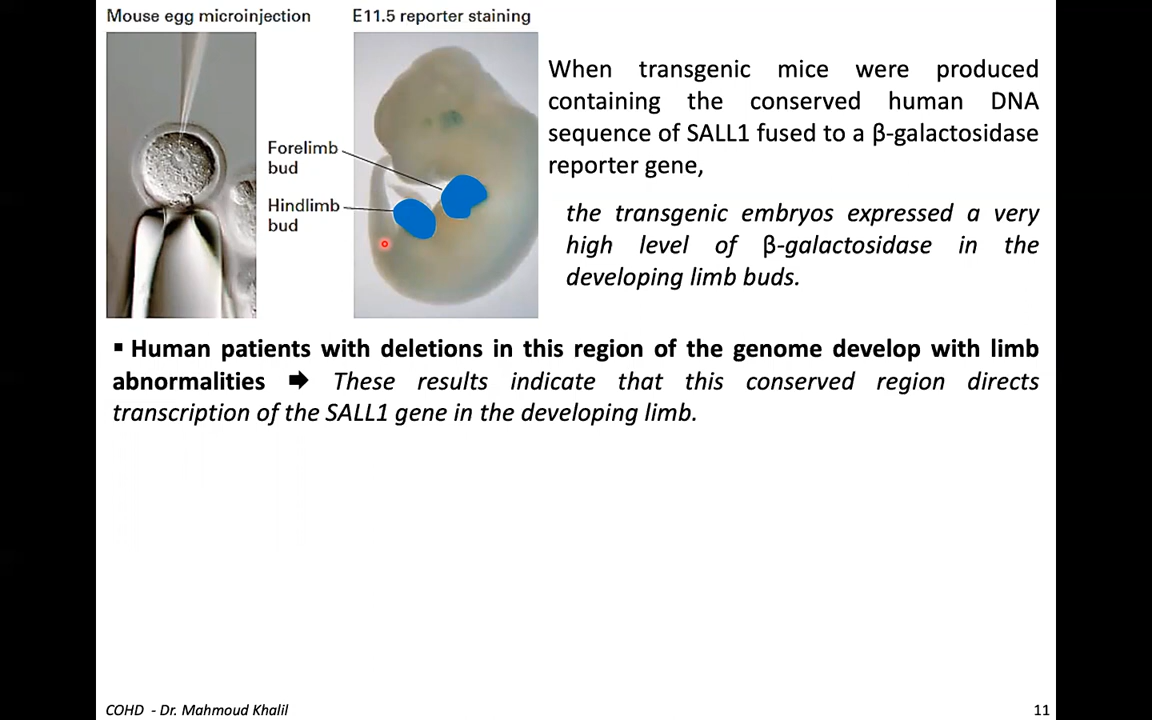 Mouse egg microinjection
E11.5 reporter staining
Forelimb
bud
Hindlimb
bud
When transgenic mice were produced
containing the conserved human DNA
sequence of SALL1 fused to a β-galactosidase
reporter gene,
the transgenic embryos expressed a very
high level of β-galactosidase in the
developing limb buds.
▪ Human patients with deletions in this region of the genome develop with limb
abnormalities 🡺 These results indicate that this conserved region directs
transcription of the SALL1 gene in the developing limb.
COHD - Dr. Mahmoud Khalil
11